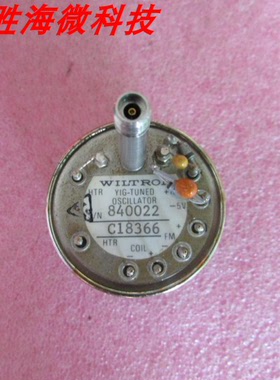 胜海微科技
WILTRON
HTR YIG-TUNED
OSCILLATOR
S/N 840022 -5V
C18366
HTR COIL FM